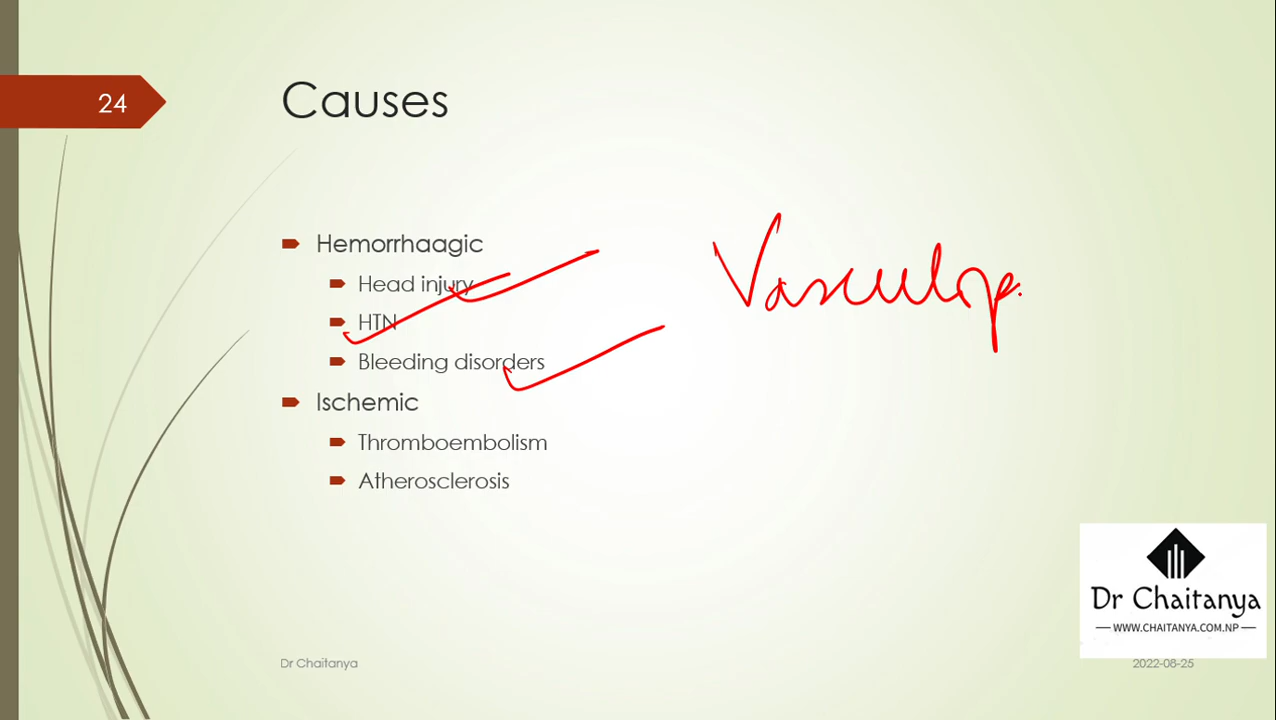 24
Causes
Hemorrhaagic
Head injury
HTN
Bleeding disorders
Ischemic
Thromboembolism
Atherosclerosis
Dr Chaitanya
WWW.CHAITANYA.COM.NP
Dr Chaitanya
2022-08-25